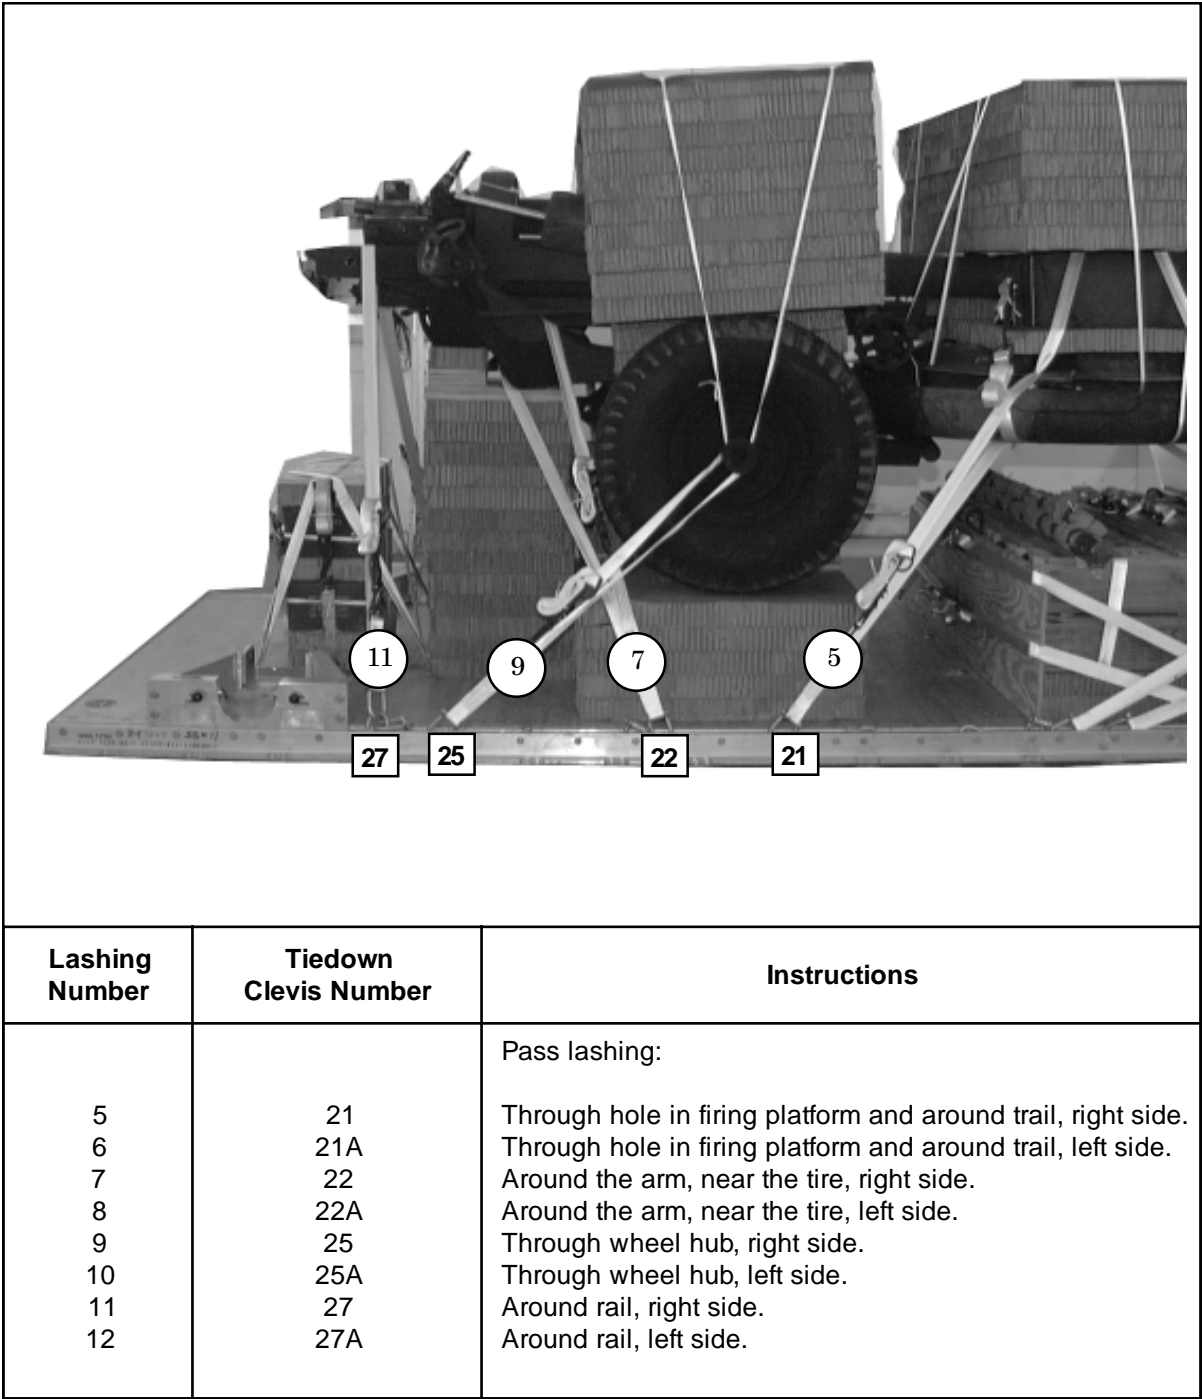 11
9
7
5
27
25
22
21
Lashing Number
Tiedown Clevis Number
Instructions
Pass lashing:
5 21 Through hole in firing platform and around trail, right side.
6 21A Through hole in firing platform and around trail, left side.
7 22 Around the arm, near the tire, right side.
8 22A Around the arm, near the tire, left side.
9 25 Through wheel hub, right side.
10 25A Through wheel hub, left side.
11 27 Around rail, right side.
12 27A Around rail, left side.